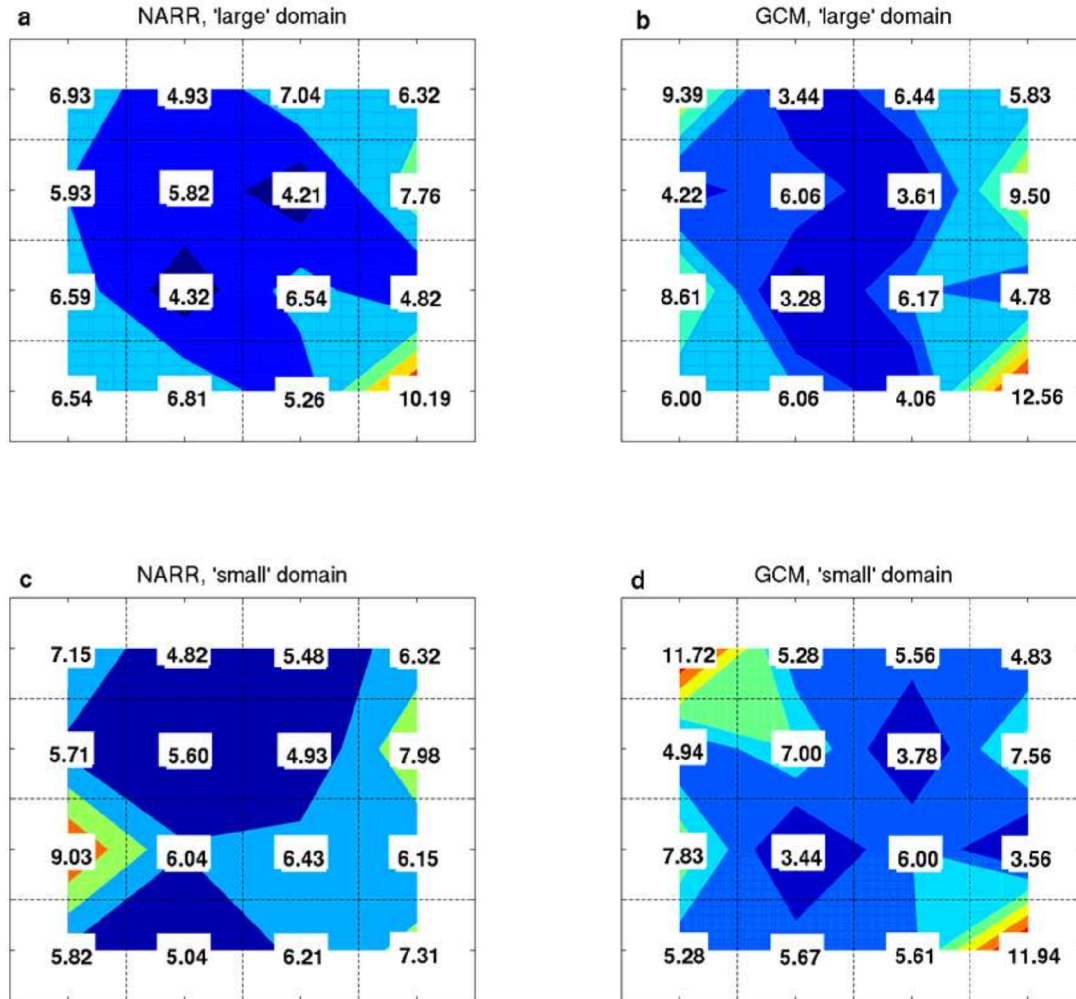 a
NARR, 'large' domain
6.93 4.93 7.04 6.32
5.93 5.82 4.21 7.76
6.59 4.32 6.54 4.82
6.54 6.81 5.26 10.19
b
GCM, 'large' domain
9.39 3.44 6.44 5.83
4.22 6.06 3.61 9.50
8.61 3.28 6.17 4.78
6.00 6.06 4.06 12.56
c
NARR, 'small' domain
7.15 4.82 5.48 6.32
5.71 5.60 4.93 7.98
9.03 6.04 6.43 6.15
5.82 5.04 6.21 7.31
d
GCM, 'small' domain
11.72 5.28 5.56 4.83
4.94 7.00 3.78 7.56
7.83 3.44 6.00 3.56
5.28 5.67 5.61 11.94